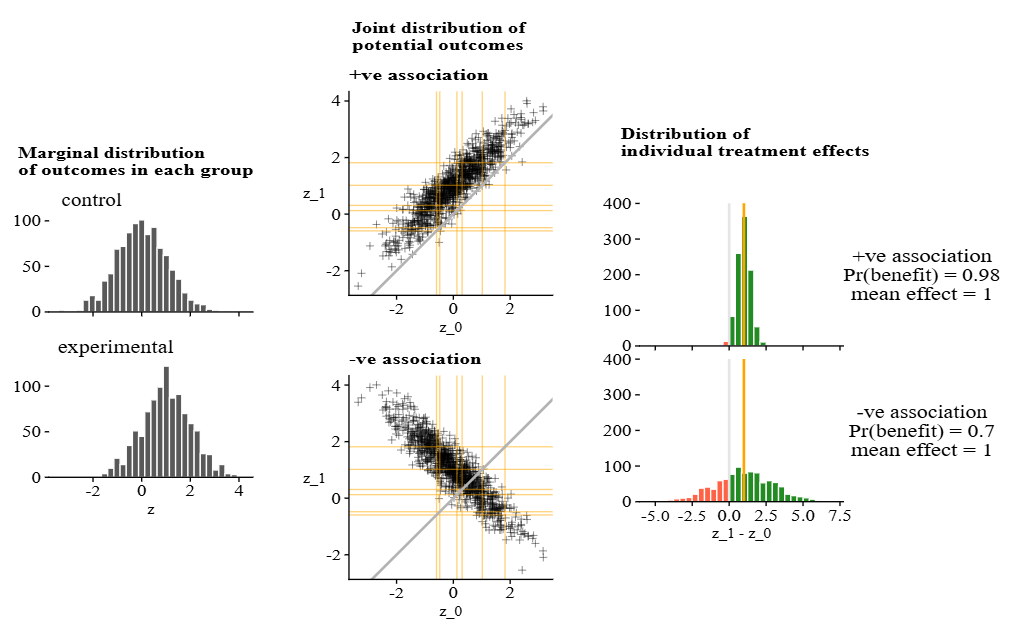 Marginal distribution
of outcomes in each group
control
100
50
0
experimental
100
50
0
-2 0 2 4
z
Joint distribution of
potential outcomes
+ve association
4
2
0
-2
z_1
-2 0 2
z_0
-ve association
4
2
0
-2
z_1
-2 0 2
z_0
Distribution of
individual treatment effects
400
300
200
100
0
+ve association
Pr(benefit) = 0.98
mean effect = 1
400
300
200
100
0
-ve association
Pr(benefit) = 0.7
mean effect = 1
-5.0 -2.5 0.0 2.5 5.0 7.5
z_1 - z_0